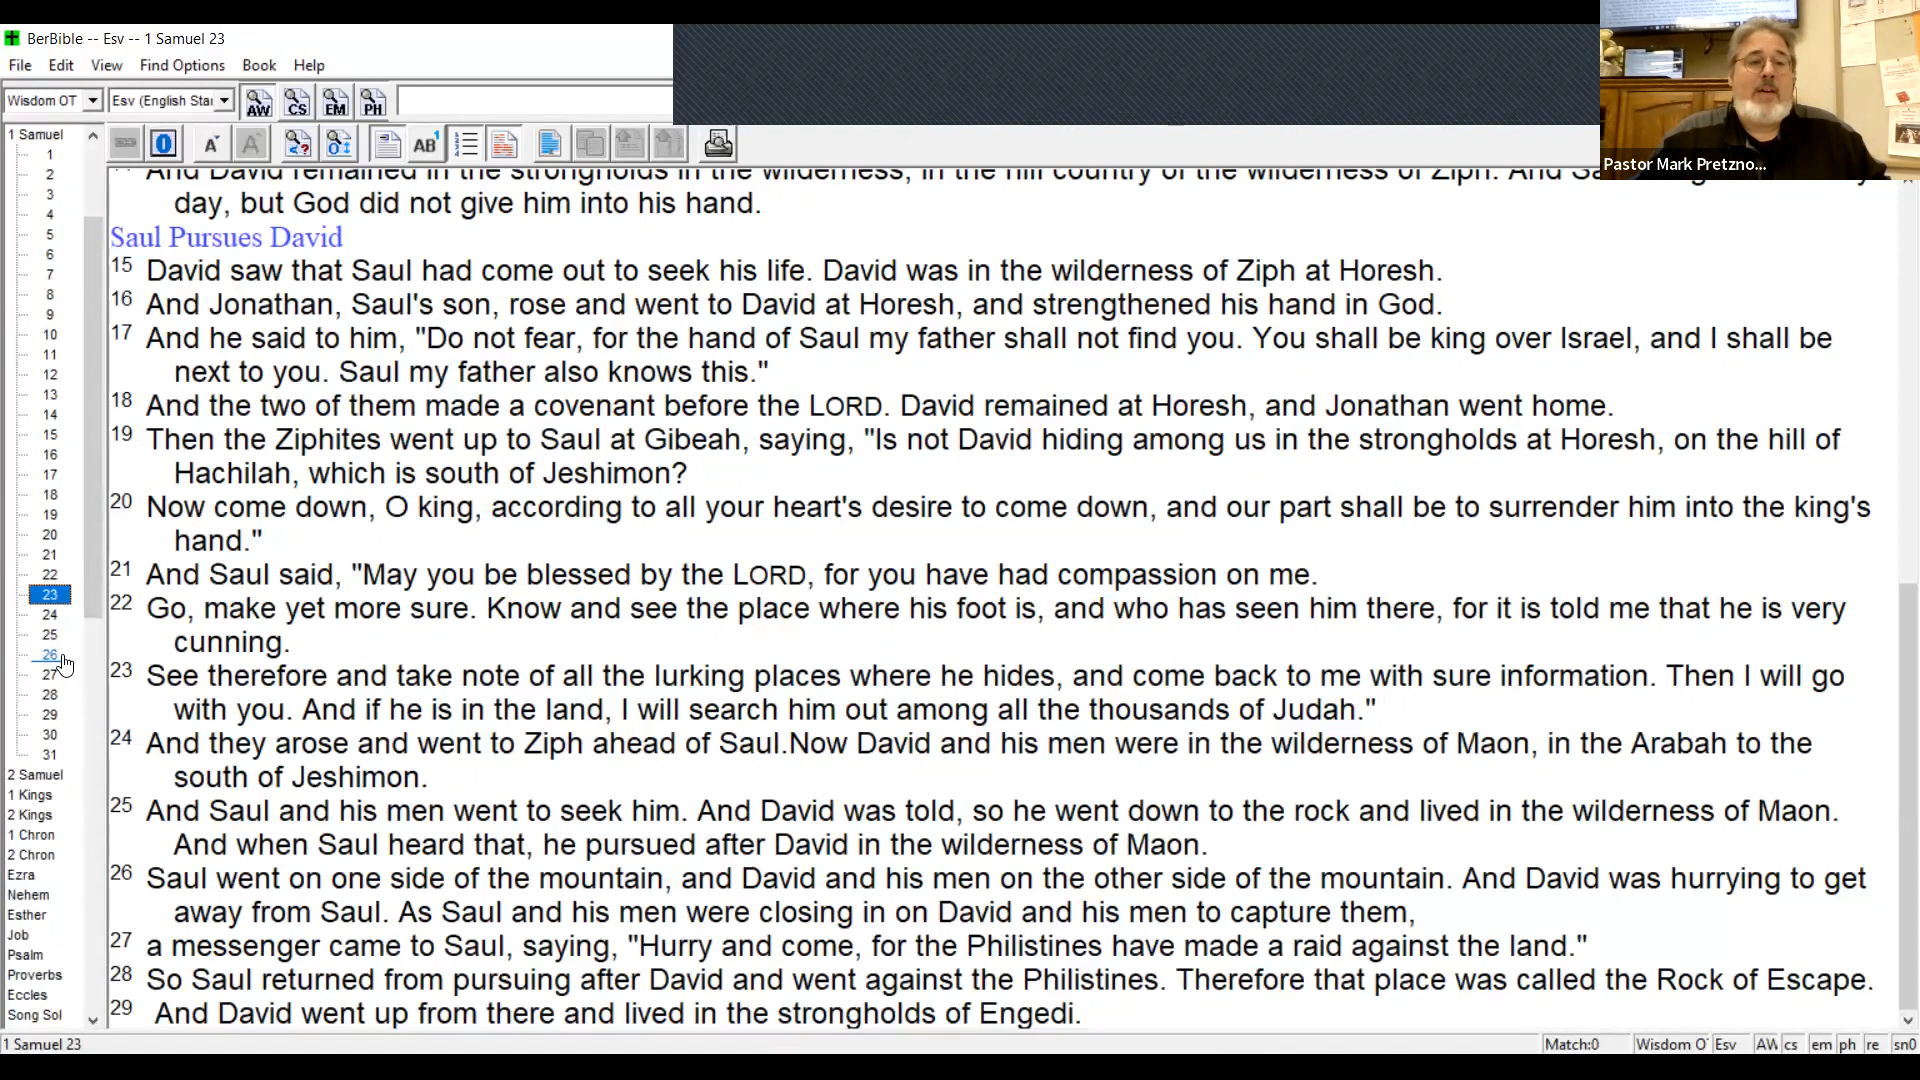 BerBible -- Esv -- 1 Samuel 23
File Edit View Find Options Book Help
Wisdom OT Esv (English Star AW CS EM PH
A A AB1
Pastor Mark Pretzno...
1 Samuel
1
2
3
4
5
6
7
8
9
10
11
12
13
14
15
16
17
18
19
20
21
22
23
24
25
26
27
28
29
30
31
2 Samuel
1 Kings
2 Kings
1 Chron
2 Chron
Ezra
Nehem
Esther
Job
Psalm
Proverbs
Eccles
Song Sol
And David remained in the strongholds in the wilderness, in the hill country of the wilderness of Ziph. And
day, but God did not give him into his hand.
Saul Pursues David
15 David saw that Saul had come out to seek his life. David was in the wilderness of Ziph at Horesh.
16 And Jonathan, Saul's son, rose and went to David at Horesh, and strengthened his hand in God.
17 And he said to him, "Do not fear, for the hand of Saul my father shall not find you. You shall be king over Israel, and I shall be
next to you. Saul my father also knows this."
18 And the two of them made a covenant before the LORD. David remained at Horesh, and Jonathan went home.
19 Then the Ziphites went up to Saul at Gibeah, saying, "Is not David hiding among us in the strongholds at Horesh, on the hill of
Hachilah, which is south of Jeshimon?
20 Now come down, O king, according to all your heart's desire to come down, and our part shall be to surrender him into the king's
hand."
21 And Saul said, "May you be blessed by the LORD, for you have had compassion on me.
22 Go, make yet more sure. Know and see the place where his foot is, and who has seen him there, for it is told me that he is very
cunning.
23 See therefore and take note of all the lurking places where he hides, and come back to me with sure information. Then I will go
with you. And if he is in the land, I will search him out among all the thousands of Judah."
24 And they arose and went to Ziph ahead of Saul.Now David and his men were in the wilderness of Maon, in the Arabah to the
south of Jeshimon.
25 And Saul and his men went to seek him. And David was told, so he went down to the rock and lived in the wilderness of Maon.
And when Saul heard that, he pursued after David in the wilderness of Maon.
26 Saul went on one side of the mountain, and David and his men on the other side of the mountain. And David was hurrying to get
away from Saul. As Saul and his men were closing in on David and his men to capture them,
27 a messenger came to Saul, saying, "Hurry and come, for the Philistines have made a raid against the land."
28 So Saul returned from pursuing after David and went against the Philistines. Therefore that place was called the Rock of Escape.
29 And David went up from there and lived in the strongholds of Engedi.
1 Samuel 23 Match:0 Wisdom O Esv AW cs em ph re sn0